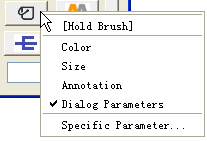 [Hold Brush]
Color
Size
Annotation
Dialog Parameters
Specific Parameter...